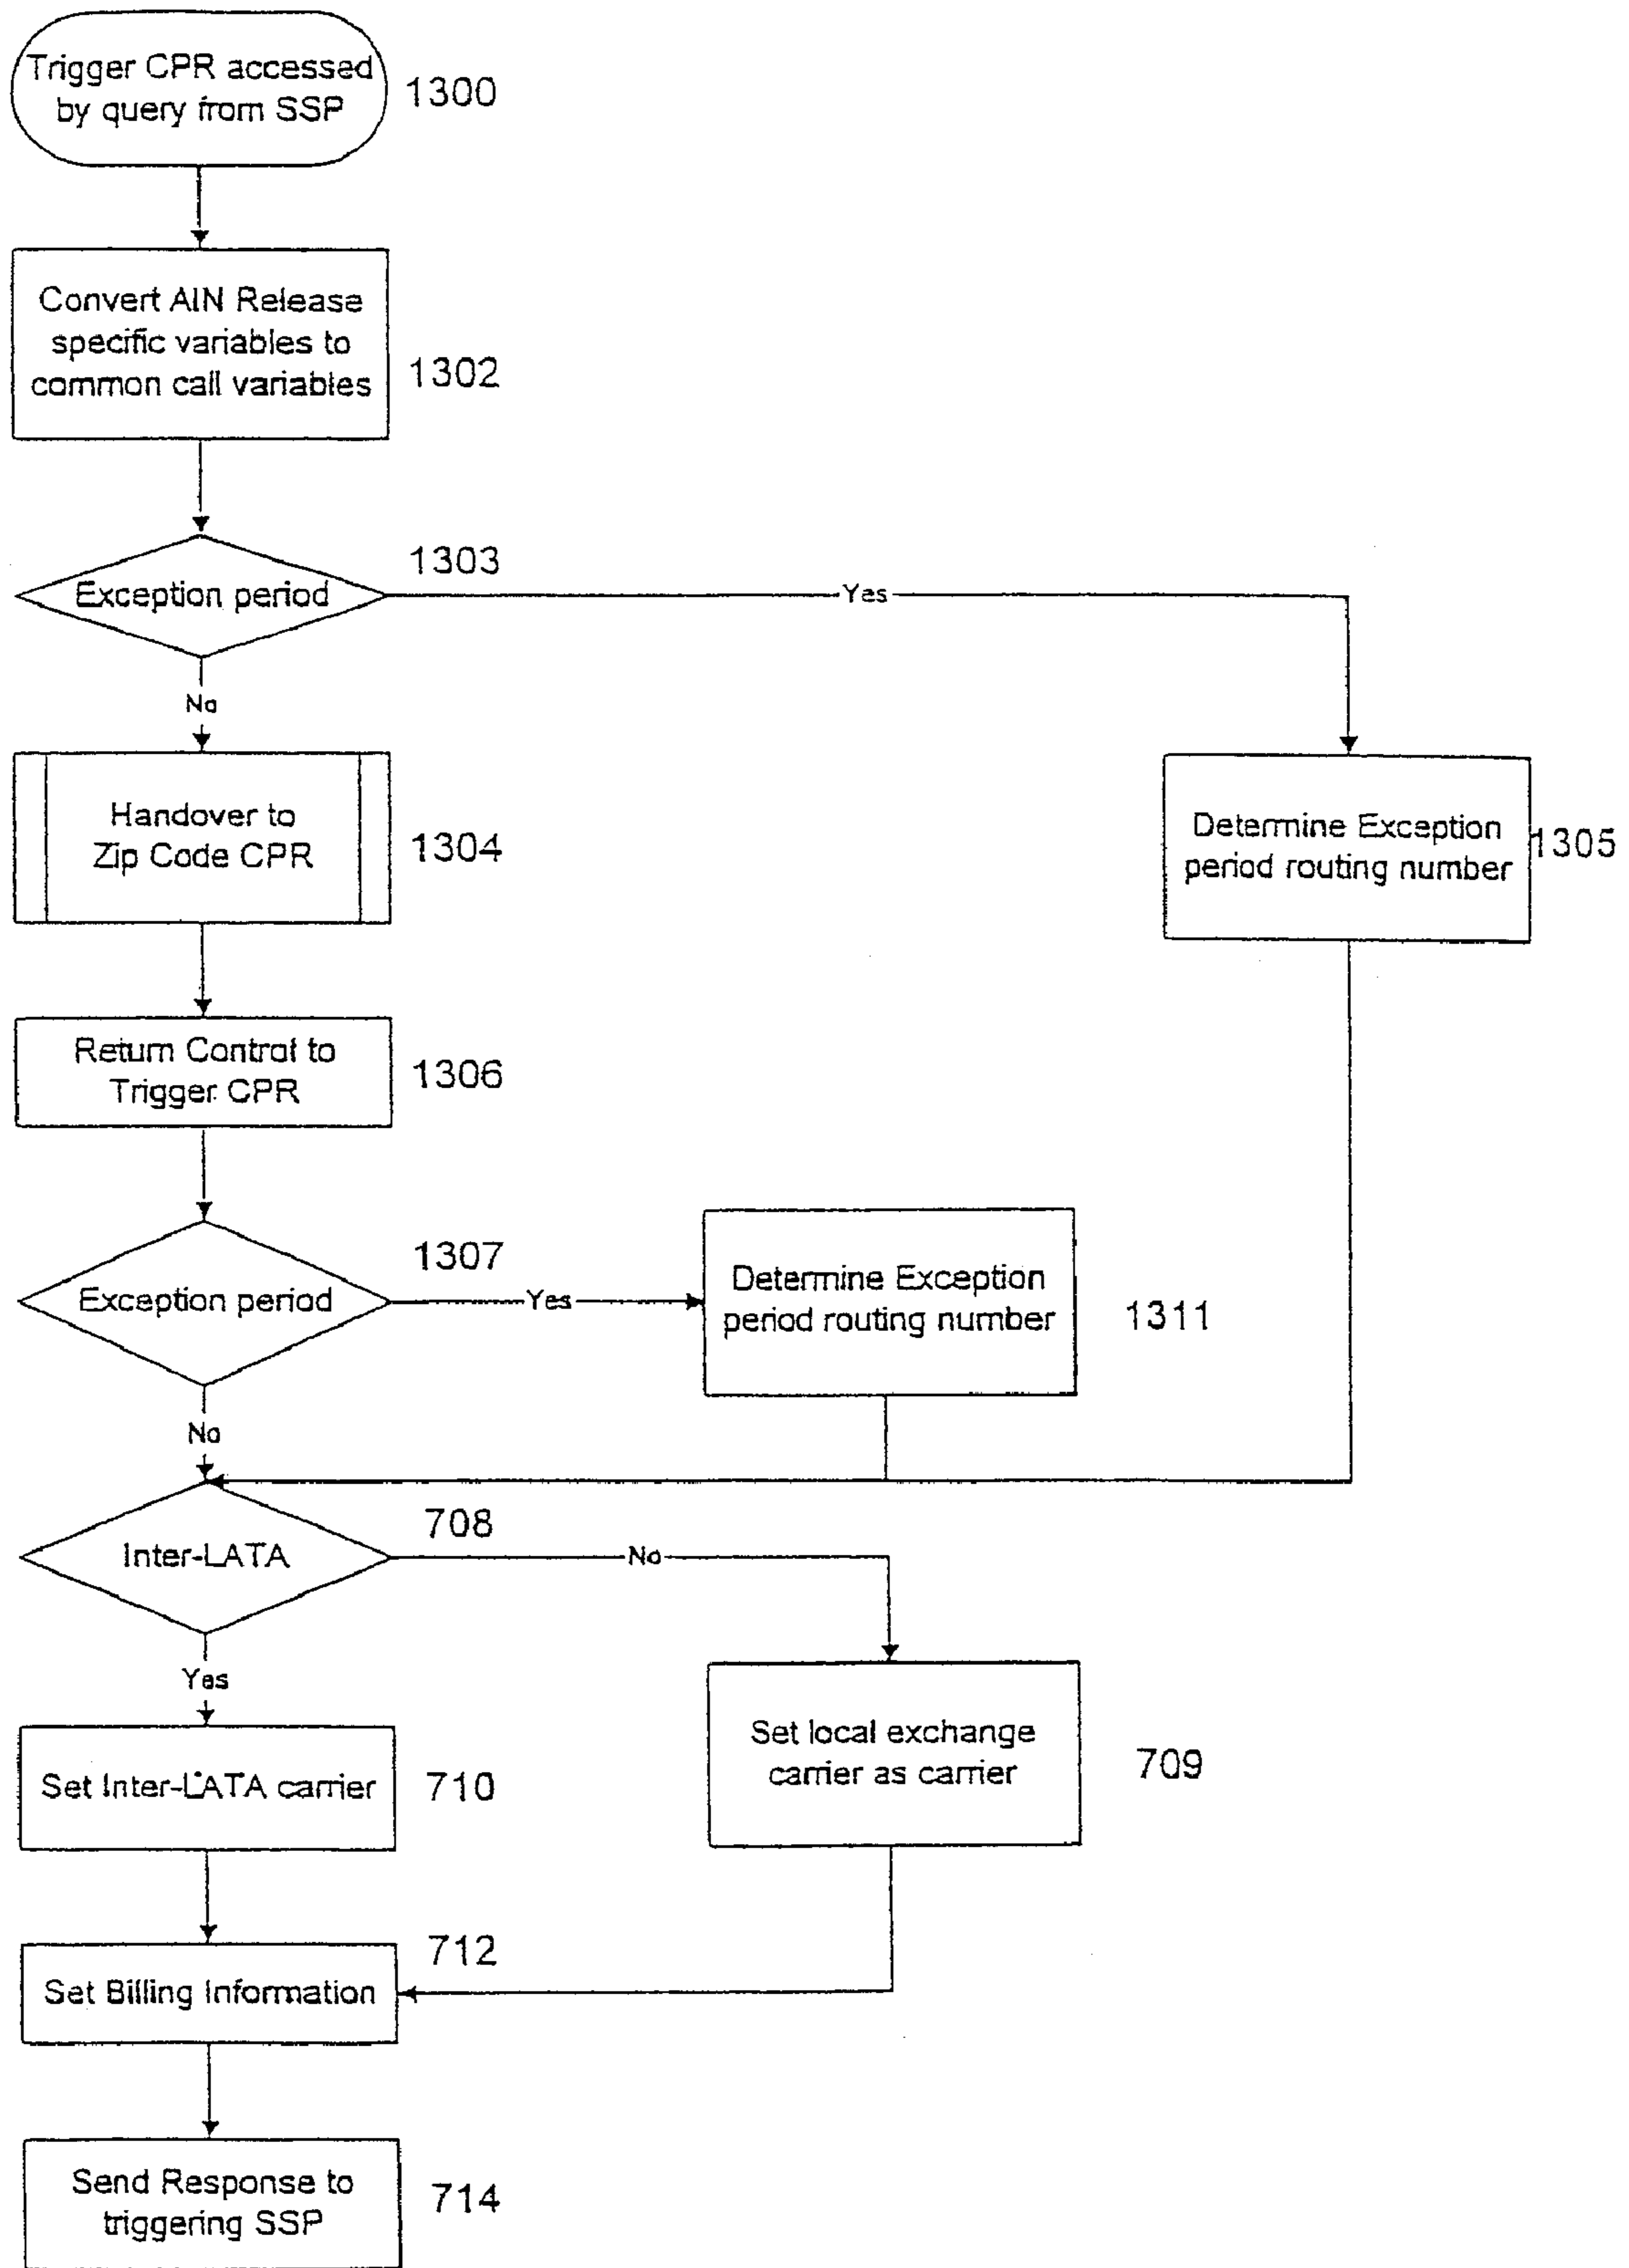 Trigger CPR accessed
by query from SSP
1300
Convert AIN Release
specific variables to
common call variables
1302
Exception period
1303
Yes
No
Handover to
Zip Code CPR
1304
Determine Exception
period routing number
1305
Return Control to
Trigger CPR
1306
Exception period
1307
Yes
Determine Exception
period routing number
1311
No
Inter-LATA
708
No
Yes
Set Inter-LATA carrier
710
Set local exchange
carrier as carrier
709
Set Billing Information
712
Send Response to
triggering SSP
714